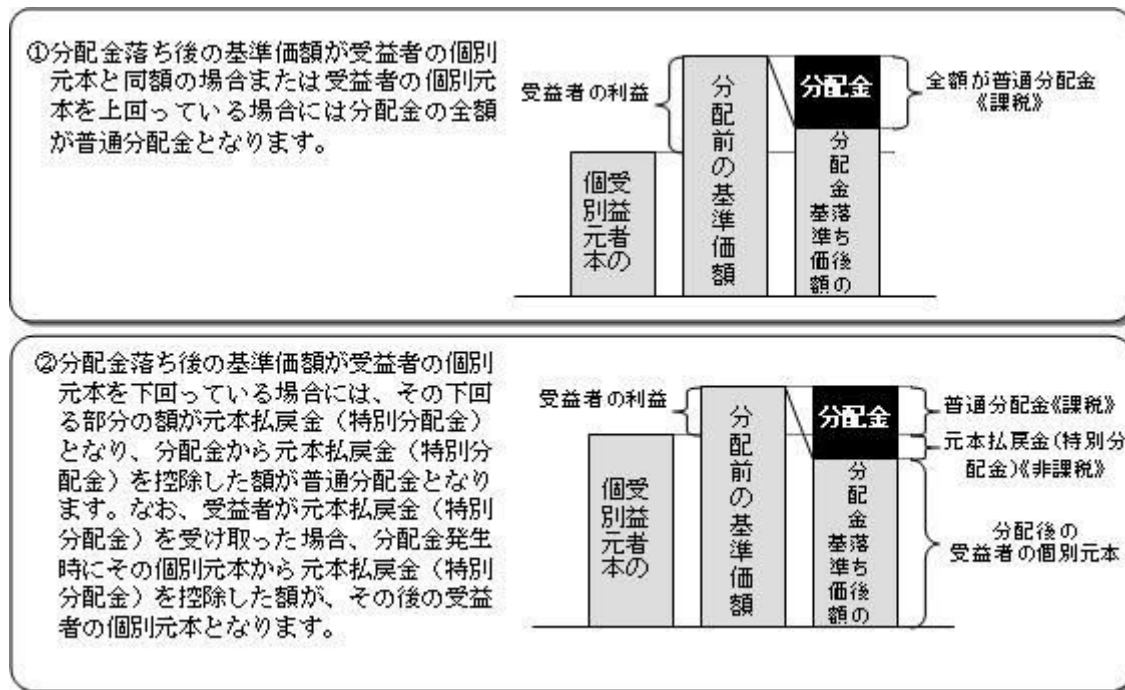 ①分配金落ち後の基準価額が受益者の個別
元本と同額の場合または受益者の個別元
本を上回っている場合には分配金の全額
が普通分配金となります。
受益者の利益
受益者の
個別元本
分配前の基準価額
分配金
分配金落ち後の
基準価額
全額が普通分配金
《課税》
②分配金落ち後の基準価額が受益者の個別
元本を下回っている場合には、その下回
る部分の額が元本払戻金（特別分配金）
となり、分配金から元本払戻金（特別分
配金）を控除した額が普通分配金となり
ます。なお、受益者が元本払戻金（特別
分配金）を受け取った場合、分配金発生
時にその個別元本から元本払戻金（特別
分配金）を控除した額が、その後の受益
者の個別元本となります。
受益者の利益
受益者の
個別元本
分配前の基準価額
分配金
分配金落ち後の
基準価額
普通分配金《課税》
元本払戻金(特別分
配金)《非課税》
分配後の
受益者の個別元本